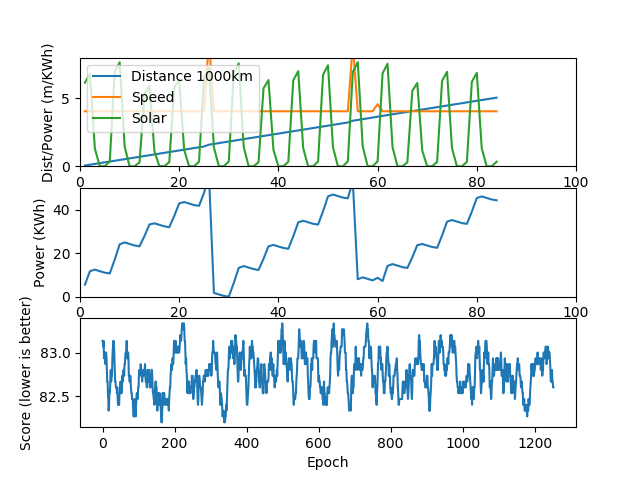 Dist/Power (m/KWh)
5
0
Distance 1000km
Speed
Solar
0 20 40 60 80 100
Power (KWh)
40
20
0
0 20 40 60 80 100
Score (lower is better)
83.0
82.5
0 200 400 600 800 1000 1200
Epoch